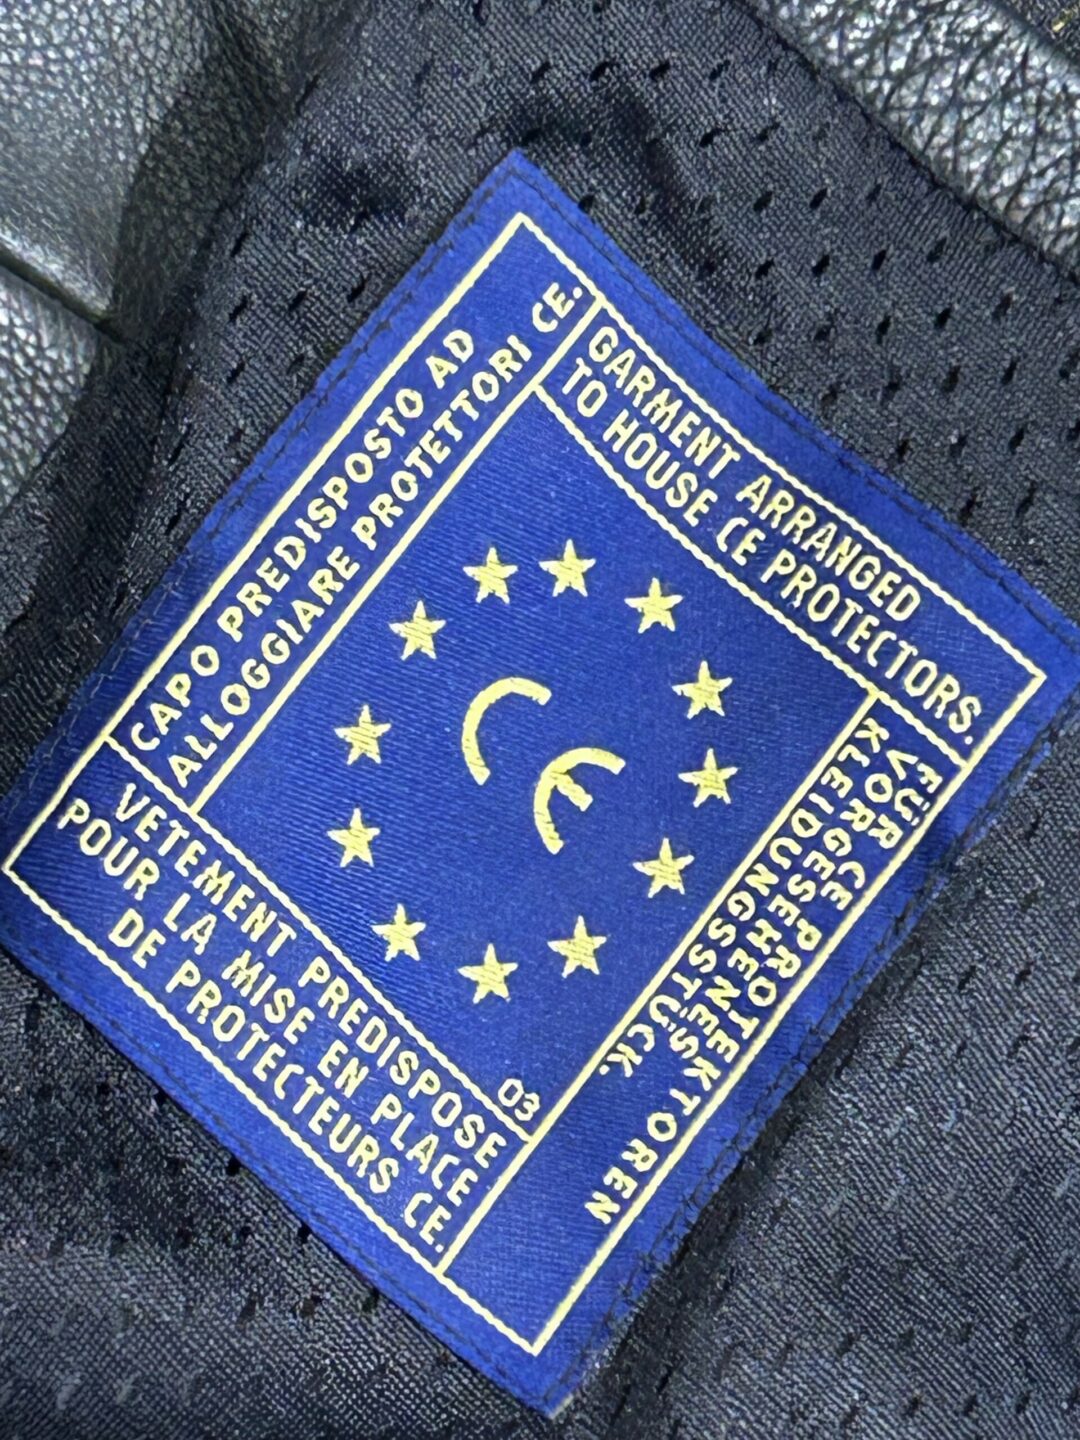 CAPO PREDISPOSTO AD
ALLOGGIARE PROTETTORI CE.
GARMENT ARRANGED
TO HOUSE CE PROTECTORS.
FÜR CE PROTEKTOREN
VORGESEHENES
KLEIDUNGSSTÜCK.
VETEMENT PREDISPOSE
POUR LA MISE EN PLACE
DE PROTECTEURS CE.
CE
03